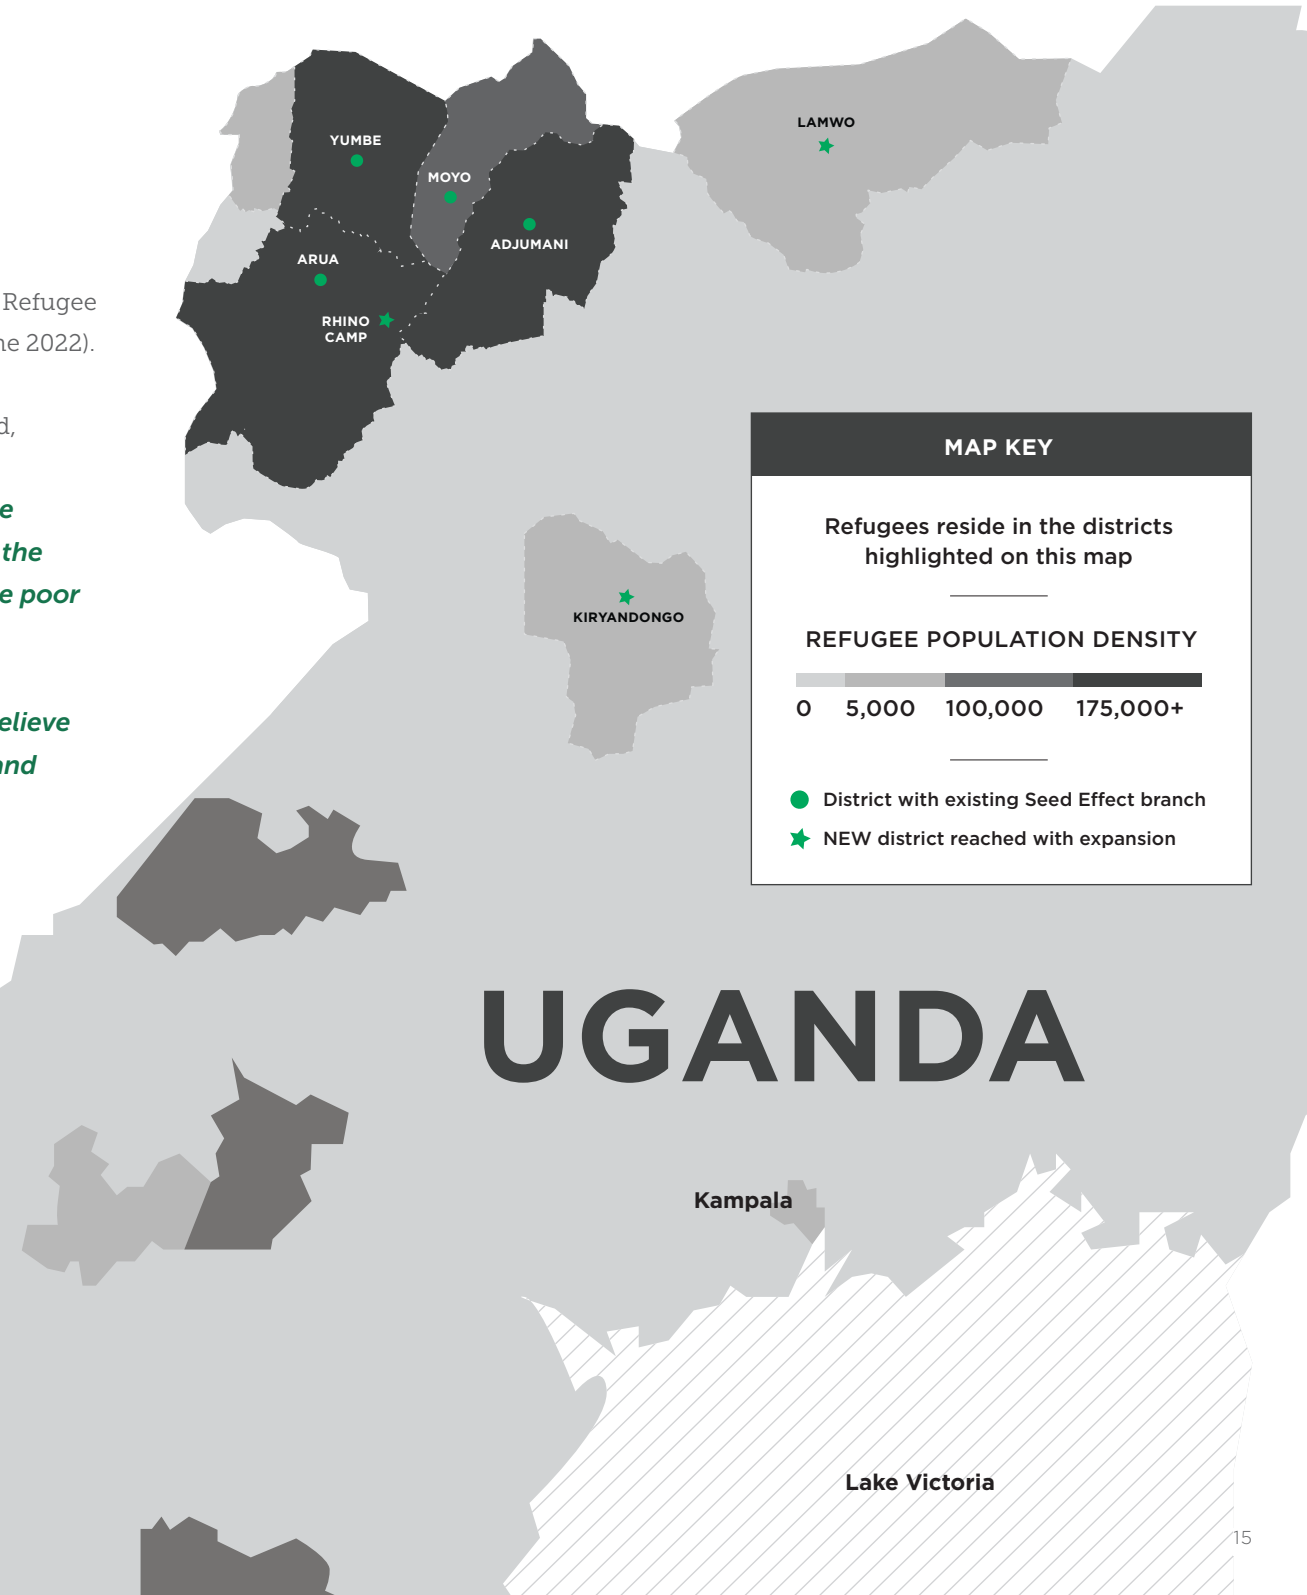 YUMBE
MOYO
ADJUMANI
ARUA
RHINO
CAMP
LAMWO
Refugee
ne 2022).
d,
e
the
e poor
elieve
and
MAP KEY
Refugees reside in the districts
highlighted on this map
REFUGEE POPULATION DENSITY
0 5,000 100,000 175,000+
District with existing Seed Effect branch
NEW district reached with expansion
KIRYANDONGO
UGANDA
Kampala
Lake Victoria
15